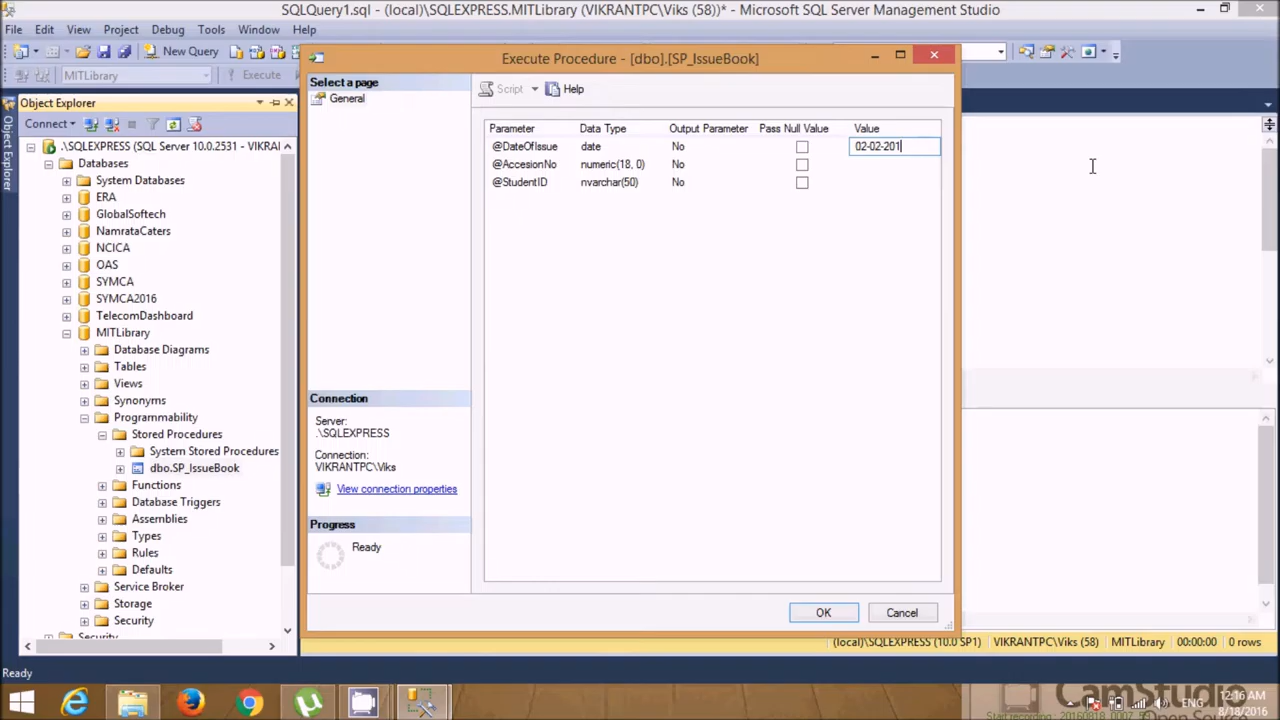 SQLQuery1.sql - (local)\SQLEXPRESS.MITLibrary (VIKRANTPC\Viks (58))* - Microsoft SQL Server Management Studio
File Edit View Project Debug Tools Window Help
New Query
MITLibrary Execute
Object Explorer
Connect
Object Explorer
.\SQLEXPRESS (SQL Server 10.0.2531 - VIKRA
Databases
System Databases
ERA
GlobalSoftech
NamrataCaters
NCICA
OAS
SYMCA
SYMCA2016
TelecomDashboard
MITLibrary
Database Diagrams
Tables
Views
Synonyms
Programmability
Stored Procedures
System Stored Procedures
dbo.SP_IssueBook
Functions
Database Triggers
Assemblies
Types
Rules
Defaults
Service Broker
Storage
Security
Security
Execute Procedure - [dbo].[SP_IssueBook]
Select a page
General
Script Help
Parameter Data Type Output Parameter Pass Null Value Value
@DateOfIssue date No 02-02-201
@AccesionNo numeric(18, 0) No
@StudentID nvarchar(50) No
Connection
Server:
.\SQLEXPRESS
Connection:
VIKRANTPC\Viks
View connection properties
Progress
Ready
OK Cancel
(local)\SQLEXPRESS (10.0 SP1) VIKRANTPC\Viks (58) MITLibrary 00:00:00 0 rows
Ready
CamStudio
ENG
12:16 AM
8/18/2016